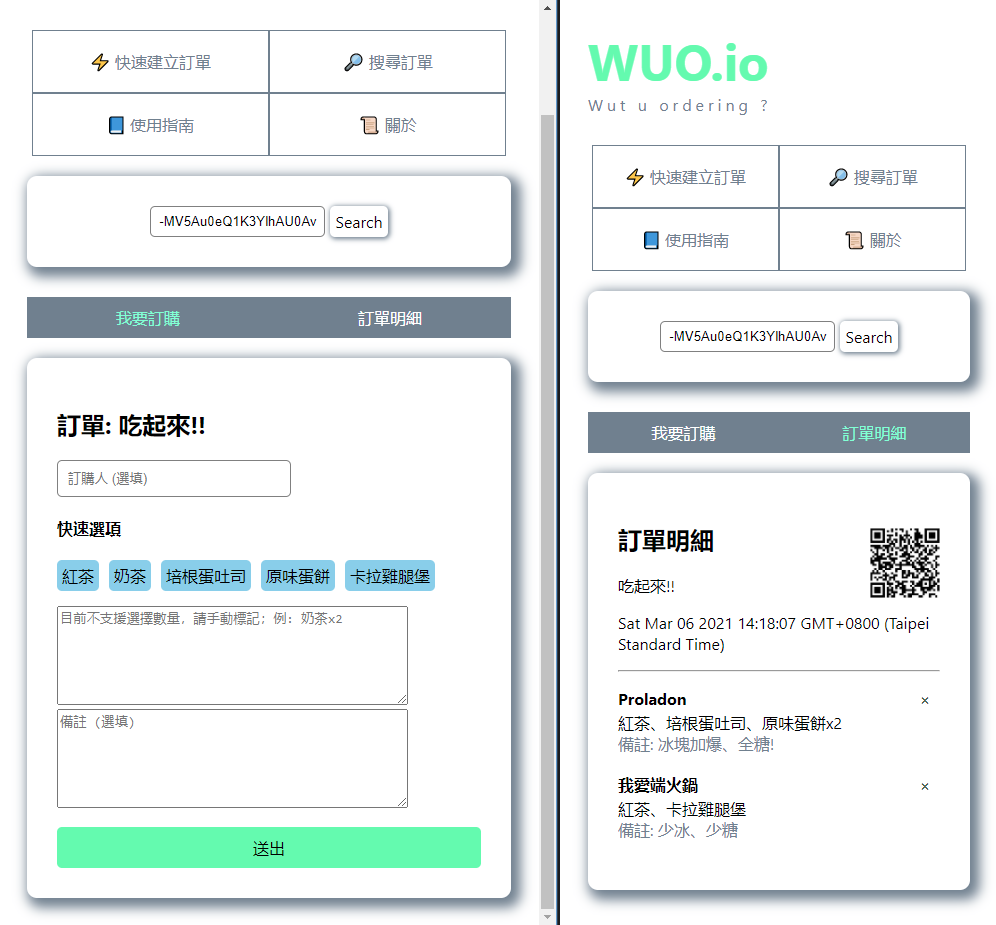 ⚡ 快速建立訂單
🔎 搜尋訂單
📘 使用指南
📜 關於
-MV5Au0eQ1K3YIhAU0Av
Search
我要訂購
訂單明細
訂單: 吃起來!!
訂購人 (選填)
快速選項
紅茶 奶茶 培根蛋吐司 原味蛋餅 卡拉雞腿堡
目前不支援選擇數量，請手動標記；例：奶茶x2
備註 (選填)
送出
WUO.io
Wut u ordering ?
⚡ 快速建立訂單
🔎 搜尋訂單
📘 使用指南
📜 關於
-MV5Au0eQ1K3YIhAU0Av
Search
我要訂購
訂單明細
訂單明細
吃起來!!
Sat Mar 06 2021 14:18:07 GMT+0800 (Taipei
Standard Time)
Proladon ×
紅茶、培根蛋吐司、原味蛋餅x2
備註: 冰塊加爆、全糖!
我愛端火鍋 ×
紅茶、卡拉雞腿堡
備註: 少冰、少糖